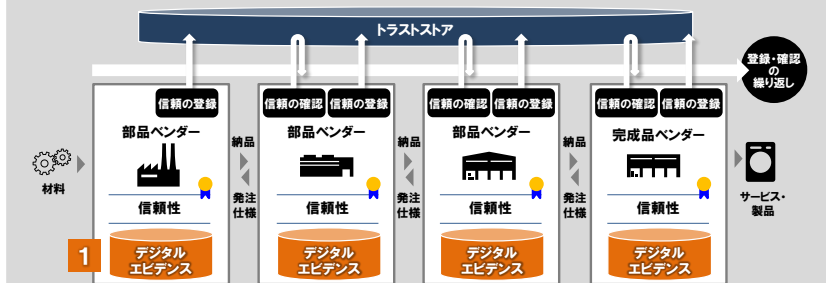 トラストストア
登録・確認
の
繰り返し
信頼の登録
信頼の確認
信頼の登録
信頼の確認
信頼の登録
信頼の確認
信頼の登録
部品ベンダー
部品ベンダー
部品ベンダー
完成品ベンダー
納品
納品
納品
材料
発注
仕様
発注
仕様
発注
仕様
サービス・
製品
信頼性
信頼性
信頼性
信頼性
1
デジタル
エビデンス
デジタル
エビデンス
デジタル
エビデンス
デジタル
エビデンス